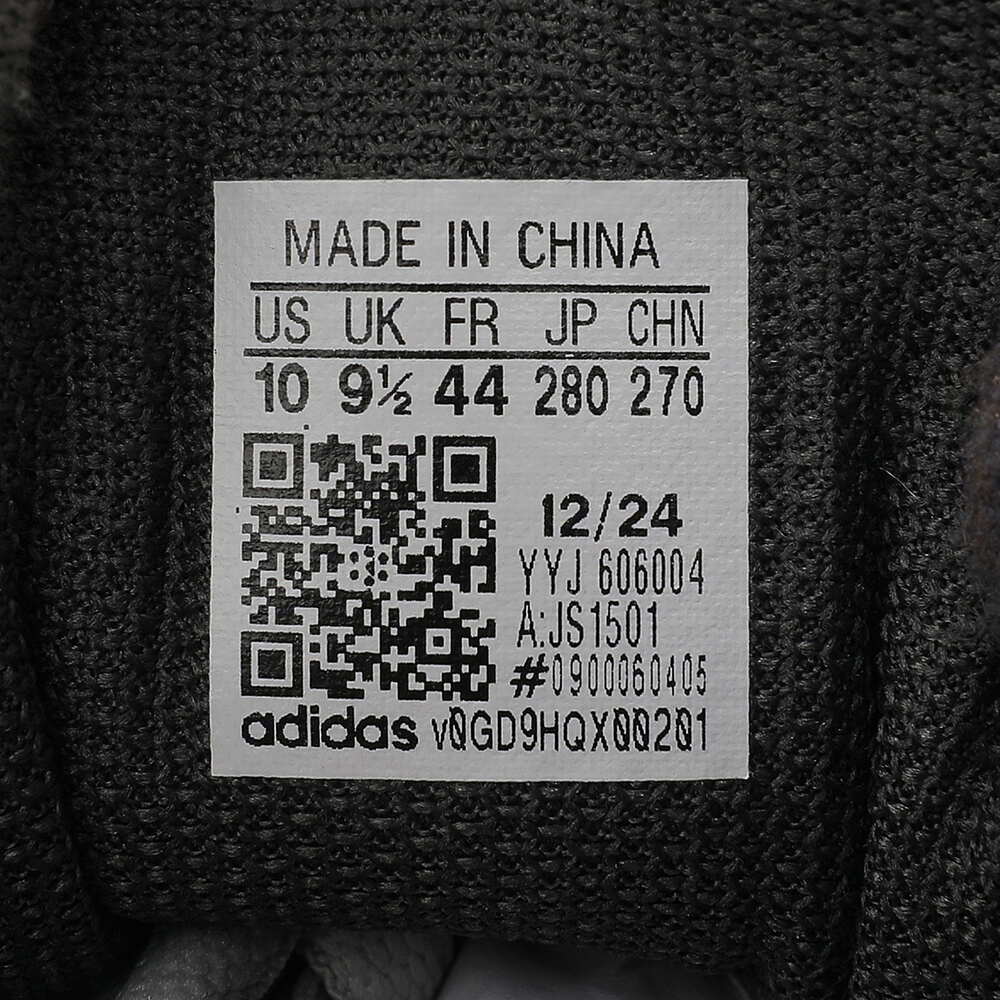 MADE IN CHINA
US UK FR JP CHN
10 9½ 44 280 270
12/24
YYJ 606004
A:JS1501
#0900060405
adidas v0GD9HQX00201